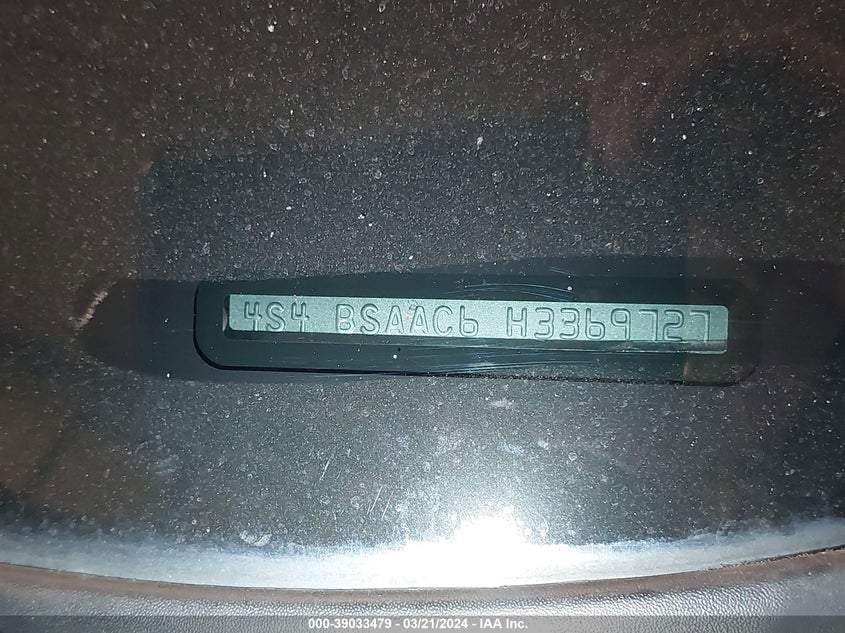 4S4 BSAAC6 H3369727
000-39033479 - 03/21/2024 - IAA Inc.